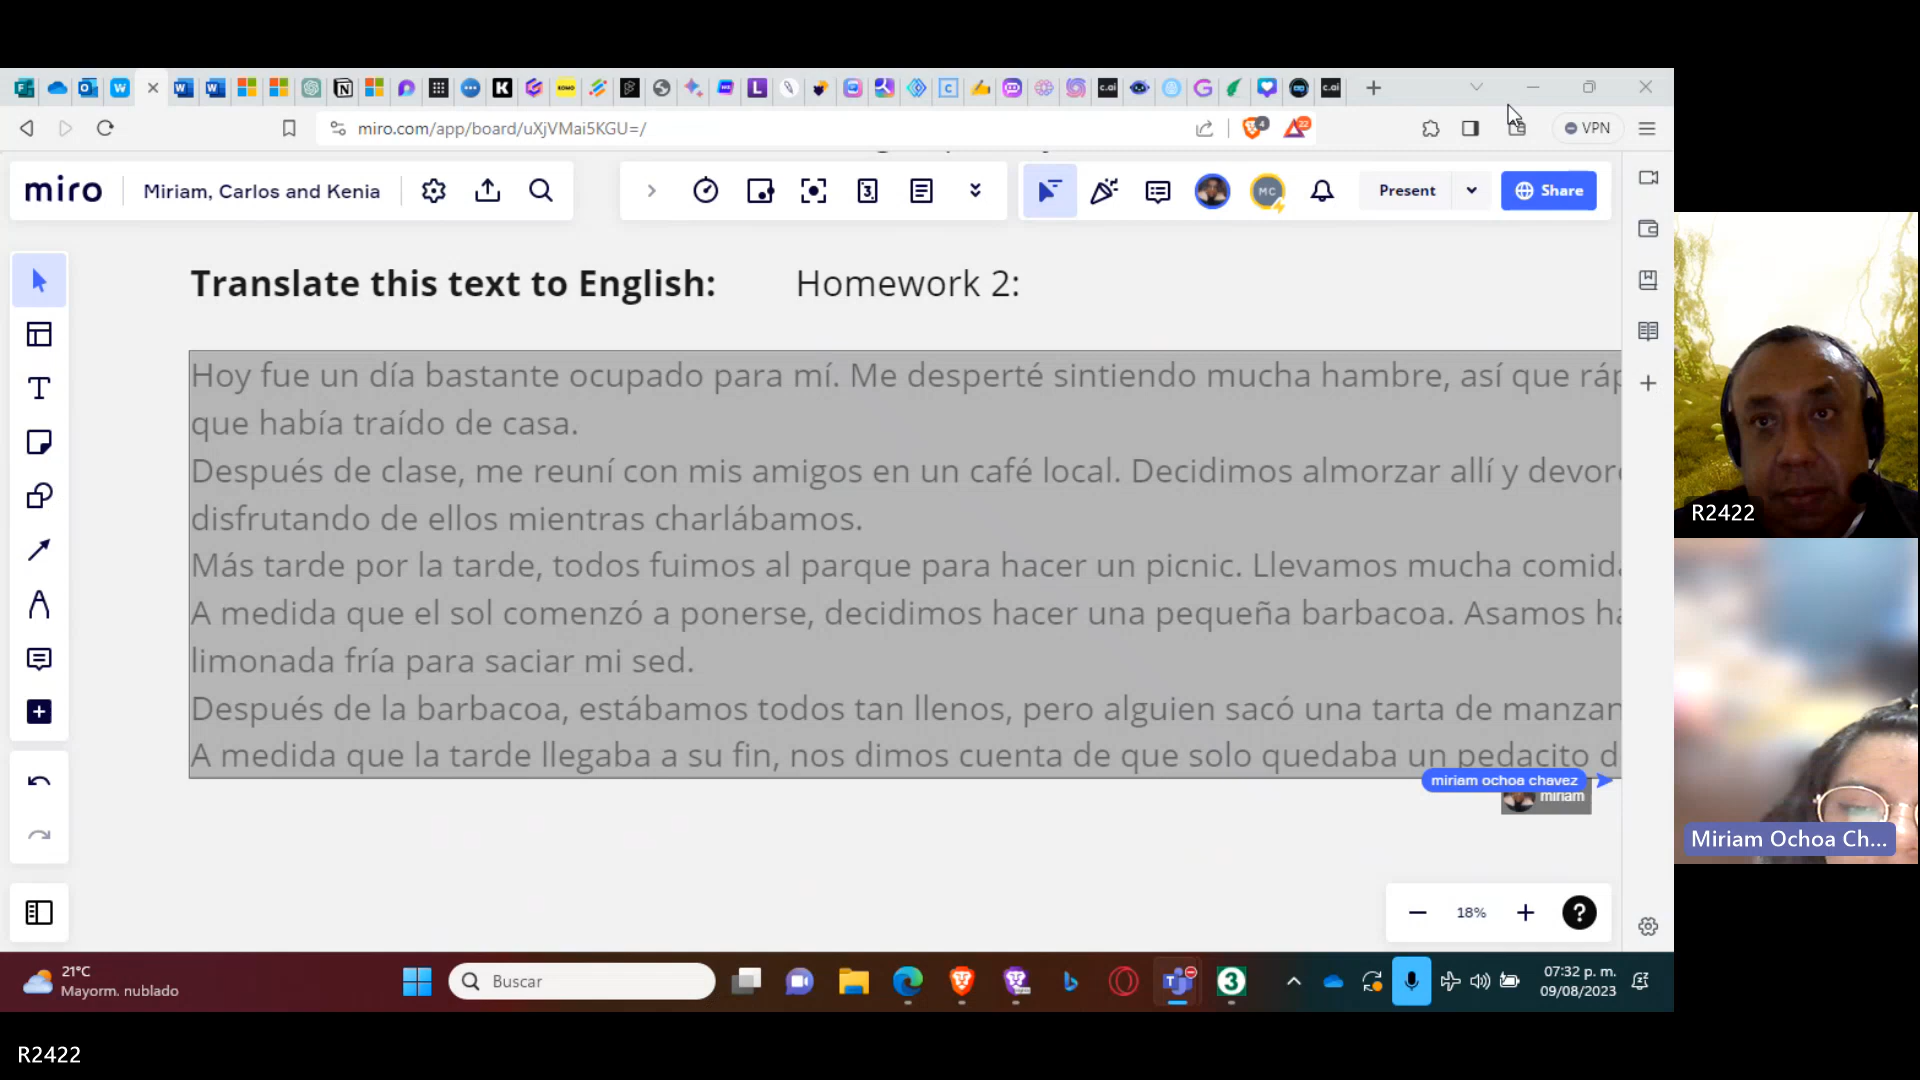 miro.com/app/board/uXjVMai5KGU=/
4
22
VPN
miro
Miriam, Carlos and Kenia
3
MC
Present
Share
Translate this text to English:
Homework 2:
Hoy fue un día bastante ocupado para mí. Me desperté sintiendo mucha hambre, así que ráp
que había traído de casa.
Después de clase, me reuní con mis amigos en un café local. Decidimos almorzar allí y devor
disfrutando de ellos mientras charlábamos.
Más tarde por la tarde, todos fuimos al parque para hacer un picnic. Llevamos mucha comid
A medida que el sol comenzó a ponerse, decidimos hacer una pequeña barbacoa. Asamos ha
limonada fría para saciar mi sed.
Después de la barbacoa, estábamos todos tan llenos, pero alguien sacó una tarta de manzan
A medida que la tarde llegaba a su fin, nos dimos cuenta de que solo quedaba un pedacito d
miriam ochoa chavez
miriam
18%
R2422
Miriam Ochoa Ch...
21°C
Mayorm. nublado
Buscar
07:32 p. m.
09/08/2023
R2422